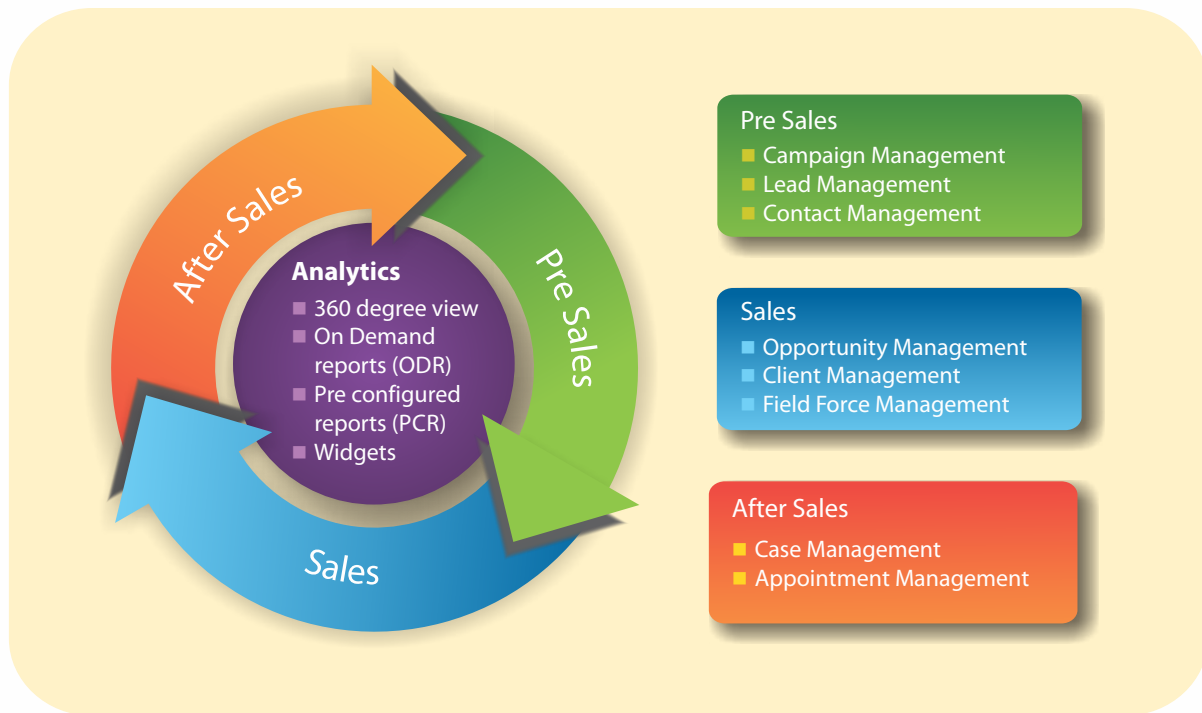 After Sales
Pre Sales
Sales
Analytics
360 degree view
On Demand
reports (ODR)
Pre configured
reports (PCR)
Widgets
Pre Sales
Campaign Management
Lead Management
Contact Management
Sales
Opportunity Management
Client Management
Field Force Management
After Sales
Case Management
Appointment Management